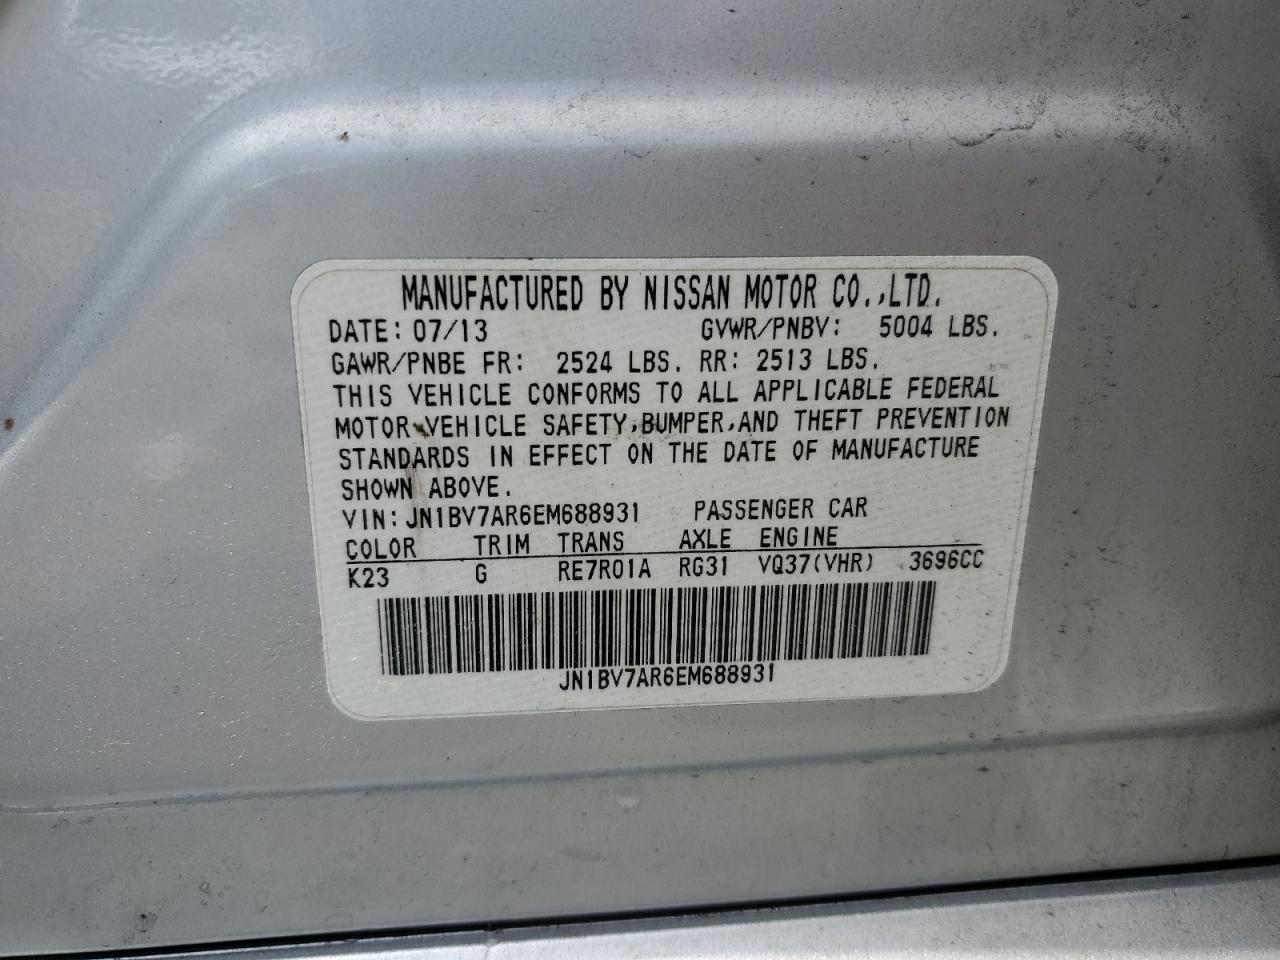 MANUFACTURED BY NISSAN MOTOR CO.,LTD.
DATE: 07/13 GVWR/PNBV: 5004 LBS.
GAWR/PNBE FR: 2524 LBS. RR: 2513 LBS.
THIS VEHICLE CONFORMS TO ALL APPLICABLE FEDERAL
MOTOR VEHICLE SAFETY,BUMPER,AND THEFT PREVENTION
STANDARDS IN EFFECT ON THE DATE OF MANUFACTURE
SHOWN ABOVE.
VIN: JN1BV7AR6EM688931 PASSENGER CAR
COLOR TRIM TRANS AXLE ENGINE
K23 G RE7R01A RG31 VQ37(VHR) 3696CC
JN1BV7AR6EM688931